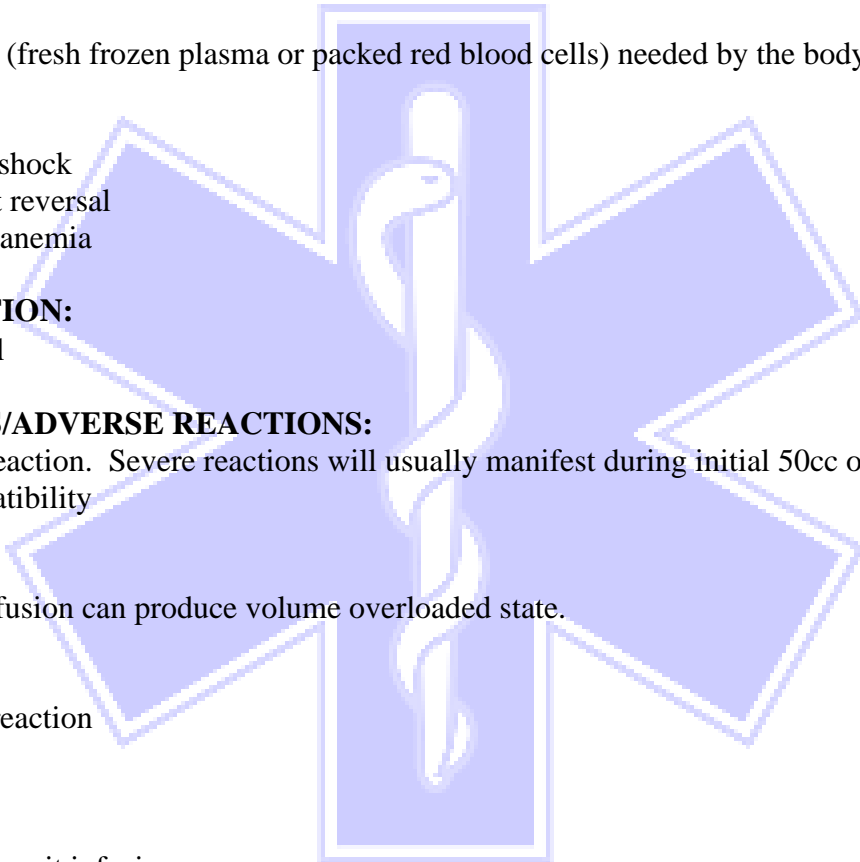 (fresh frozen plasma or packed red blood cells) needed by the body
shock
reversal
anemia
TION:
S/ADVERSE REACTIONS:
eaction. Severe reactions will usually manifest during initial 50cc o
atibility
fusion can produce volume overloaded state.
reaction